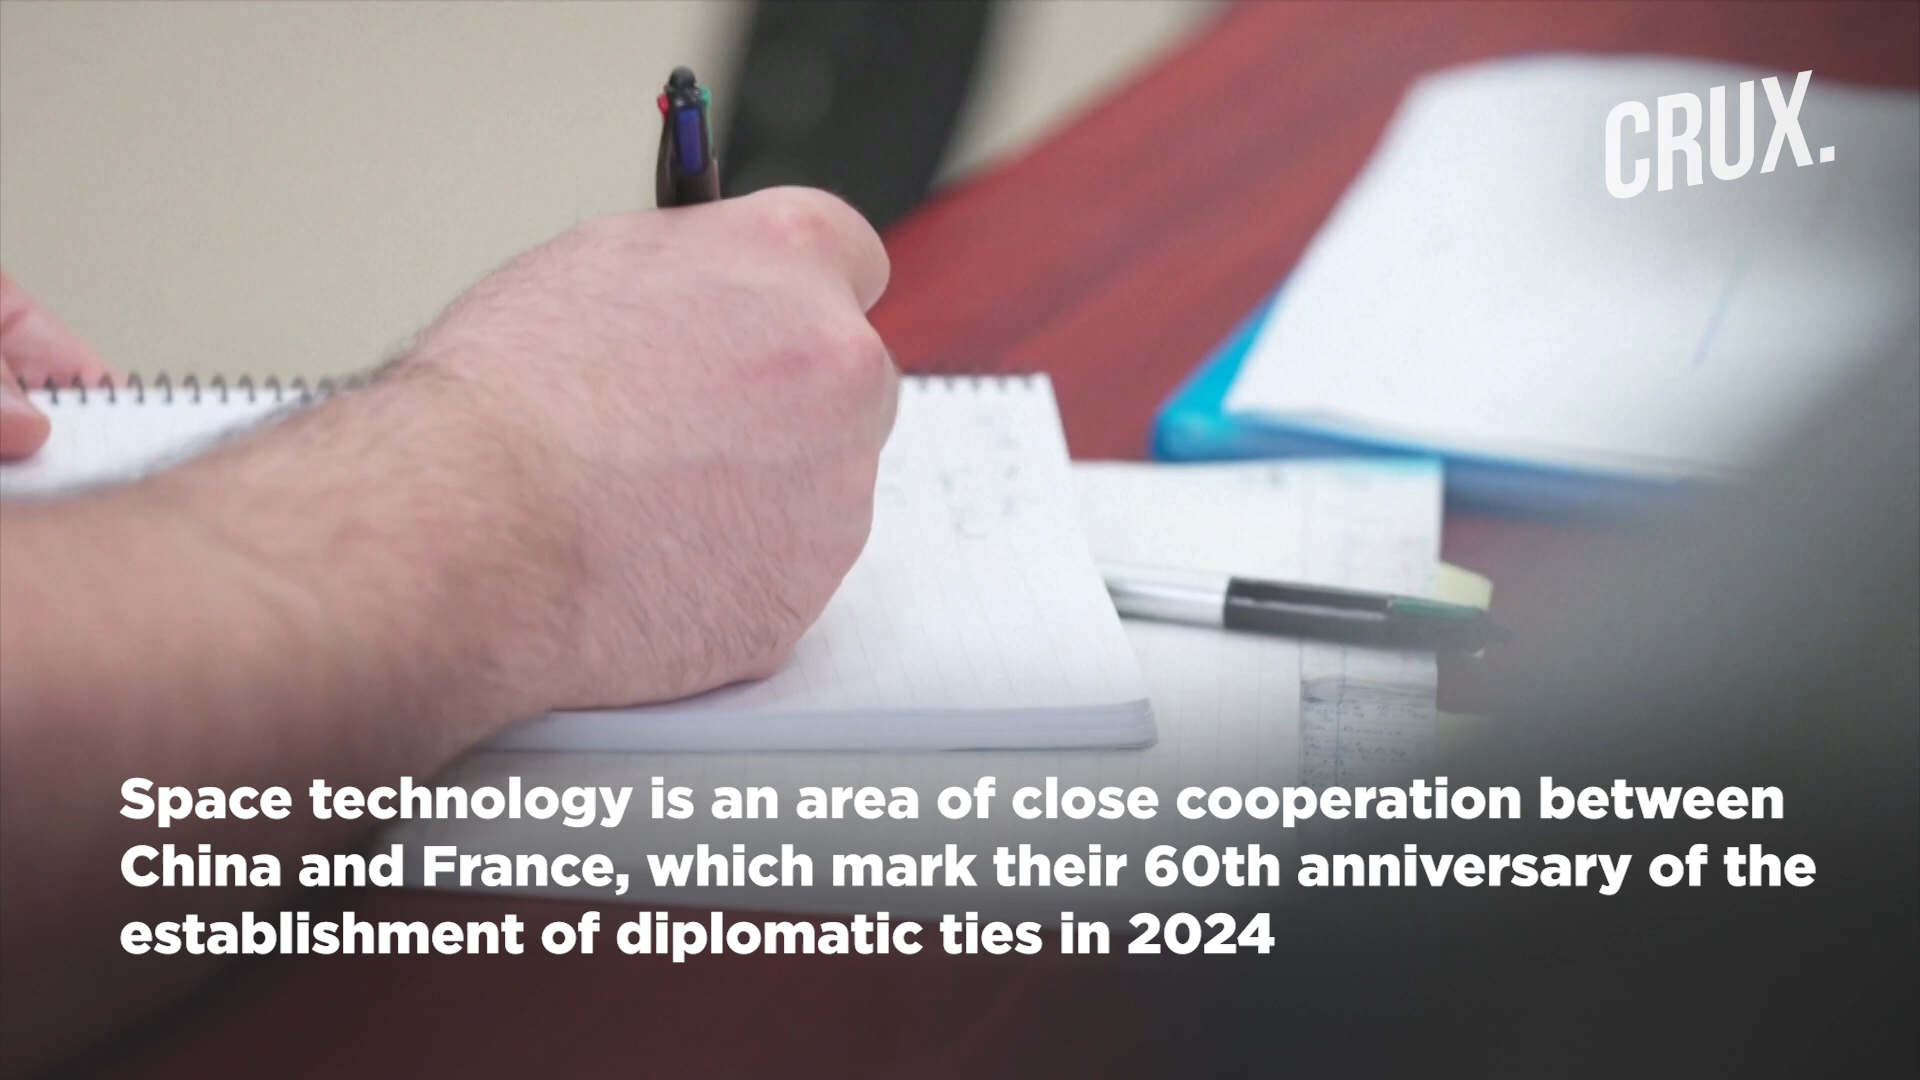 CRUX.
Space technology is an area of close cooperation between
China and France, which mark their 60th anniversary of the
establishment of diplomatic ties in 2024